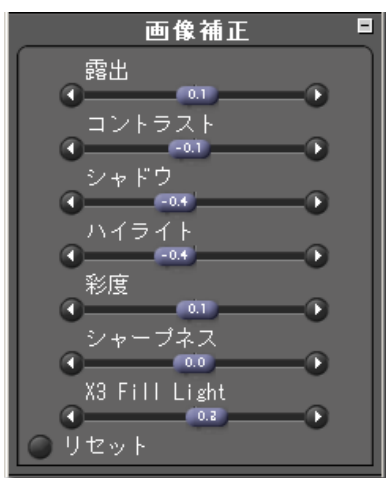 画像補正
露出
0.1
コントラスト
-0.1
シャドウ
-0.4
ハイライト
-0.4
彩度
0.1
シャープネス
0.0
X3 Fill Light
0.2
リセット